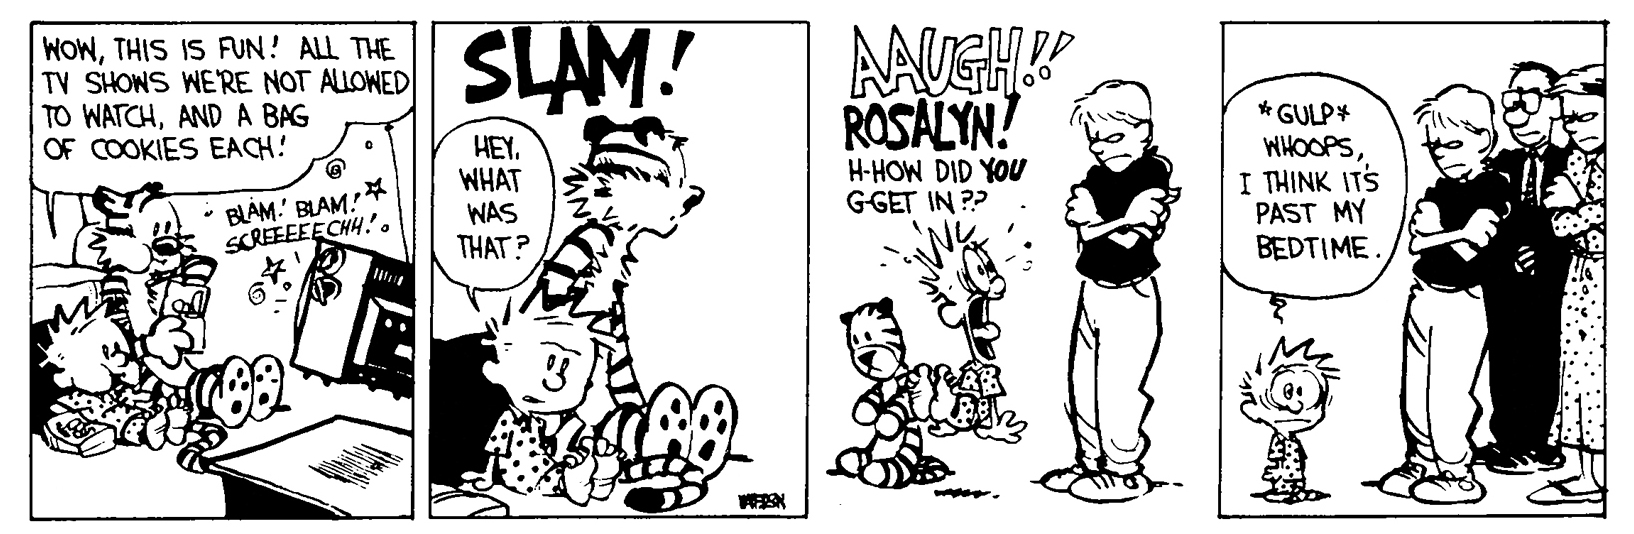 WOW, THIS IS FUN! ALL THE
TV SHOWS WE'RE NOT ALLOWED
TO WATCH, AND A BAG
OF COOKIES EACH!
BLAM! BLAM!
SCREEEEECHH!
SLAM!
HEY,
WHAT
WAS
THAT?
WATTERSON
AAUGH!!
ROSALYN!
H-HOW DID YOU
G-GET IN??
*GULP*
WHOOPS,
I THINK IT'S
PAST MY
BEDTIME.